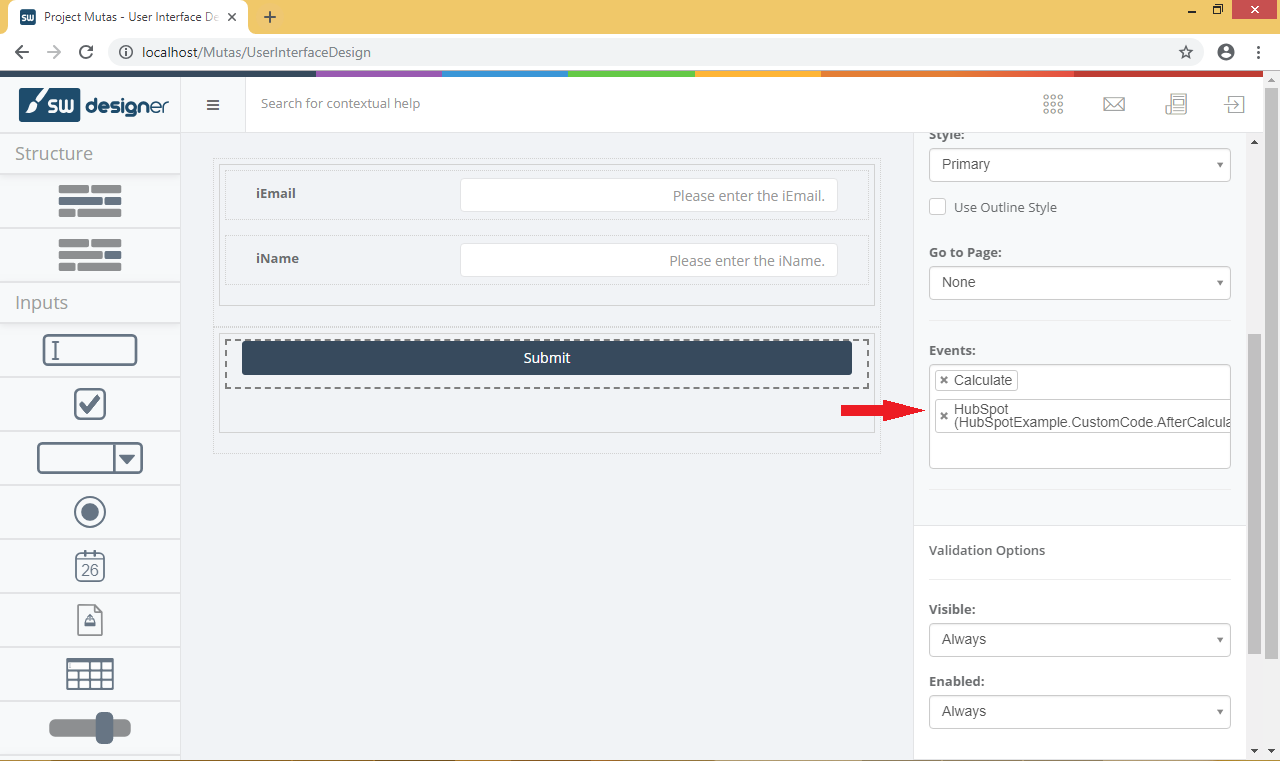 Project Mutas - User Interface De
localhost/Mutas/UserInterfaceDesign
SW designer
Search for contextual help
Structure
Inputs
26
iEmail
Please enter the iEmail.
iName
Please enter the iName.
Submit
Style:
Primary
Use Outline Style
Go to Page:
None
Events:
Calculate
HubSpot
(HubSpotExample.CustomCode.AfterCalcula
Validation Options
Visible:
Always
Enabled:
Always